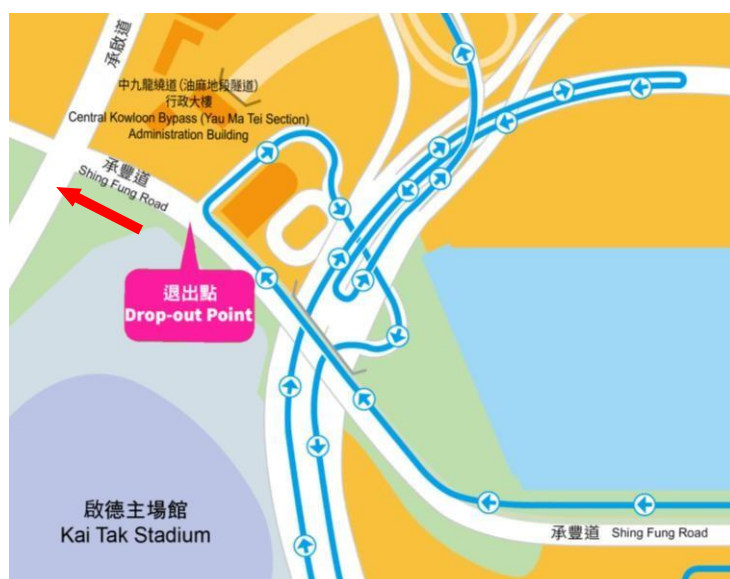 承啟道
中九龍繞道(油麻地段隧道)
行政大樓
Central Kowloon Bypass (Yau Ma Tei Section)
Administration Building
承豐道
Shing Fung Road
退出點
Drop-out Point
啟德主場館
Kai Tak Stadium
承豐道 Shing Fung Road